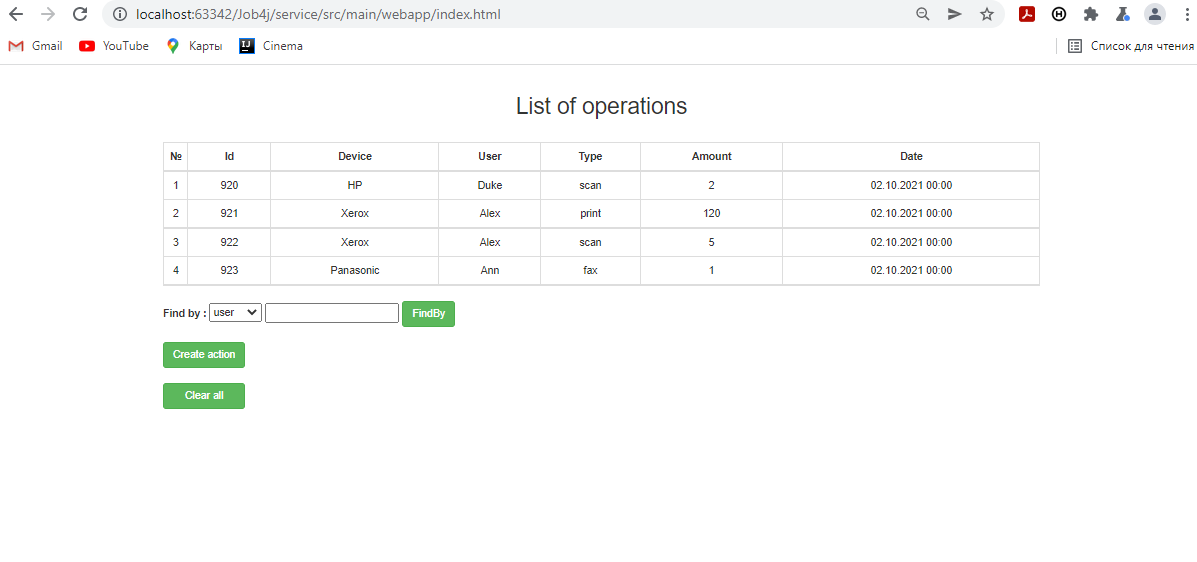 localhost:63342/Job4j/service/src/main/webapp/index.html
Gmail YouTube Карты Cinema Список для чтения
List of operations
№ Id Device User Type Amount Date
1 920 HP Duke scan 2 02.10.2021 00:00
2 921 Xerox Alex print 120 02.10.2021 00:00
3 922 Xerox Alex scan 5 02.10.2021 00:00
4 923 Panasonic Ann fax 1 02.10.2021 00:00
Find by : user FindBy
Create action
Clear all